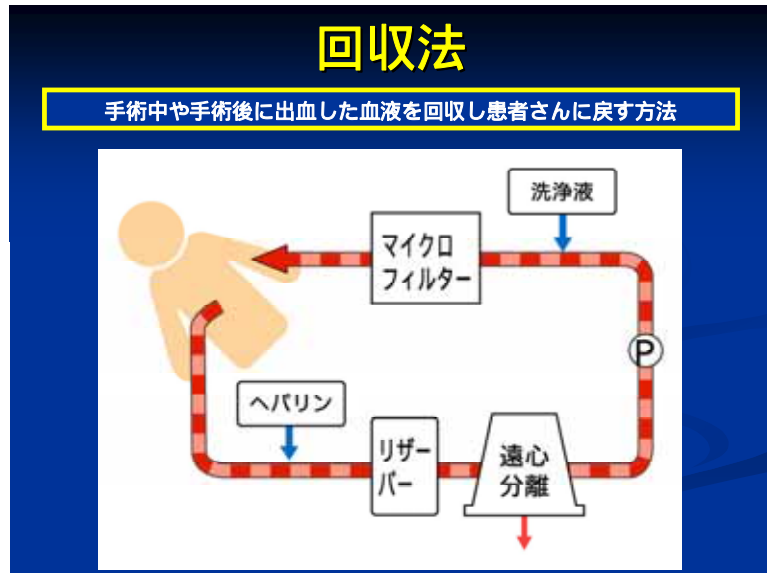 回収法
手術中や手術後に出血した血液を回収し患者さんに戻す方法
洗浄液
マイクロ
フィルター
P
ヘパリン
リザー
バー
遠心
分離